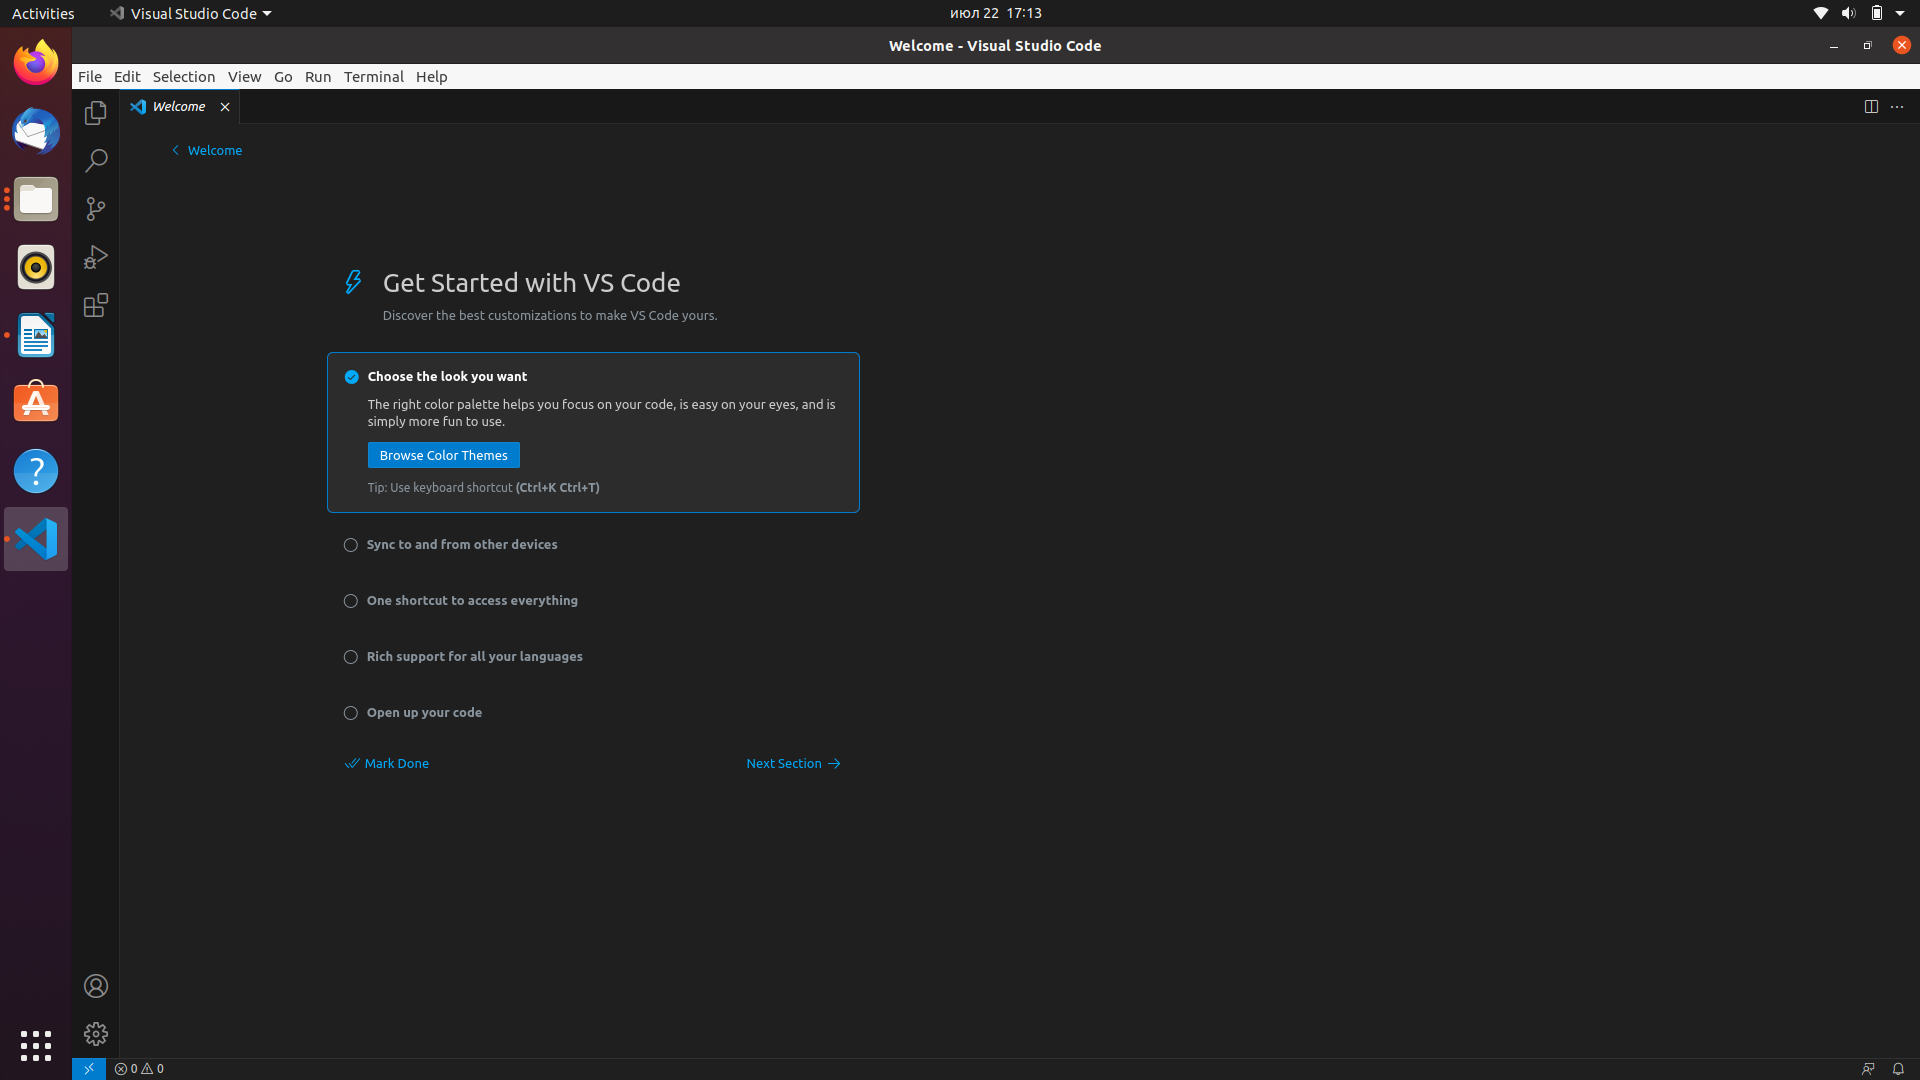 Activities
Visual Studio Code
июл 22 17:13
Welcome - Visual Studio Code
File Edit Selection View Go Run Terminal Help
Welcome
Welcome
Get Started with VS Code
Discover the best customizations to make VS Code yours.
Choose the look you want
The right color palette helps you focus on your code, is easy on your eyes, and is
simply more fun to use.
Browse Color Themes
Tip: Use keyboard shortcut (Ctrl+K Ctrl+T)
Sync to and from other devices
One shortcut to access everything
Rich support for all your languages
Open up your code
Mark Done
Next Section
0 0